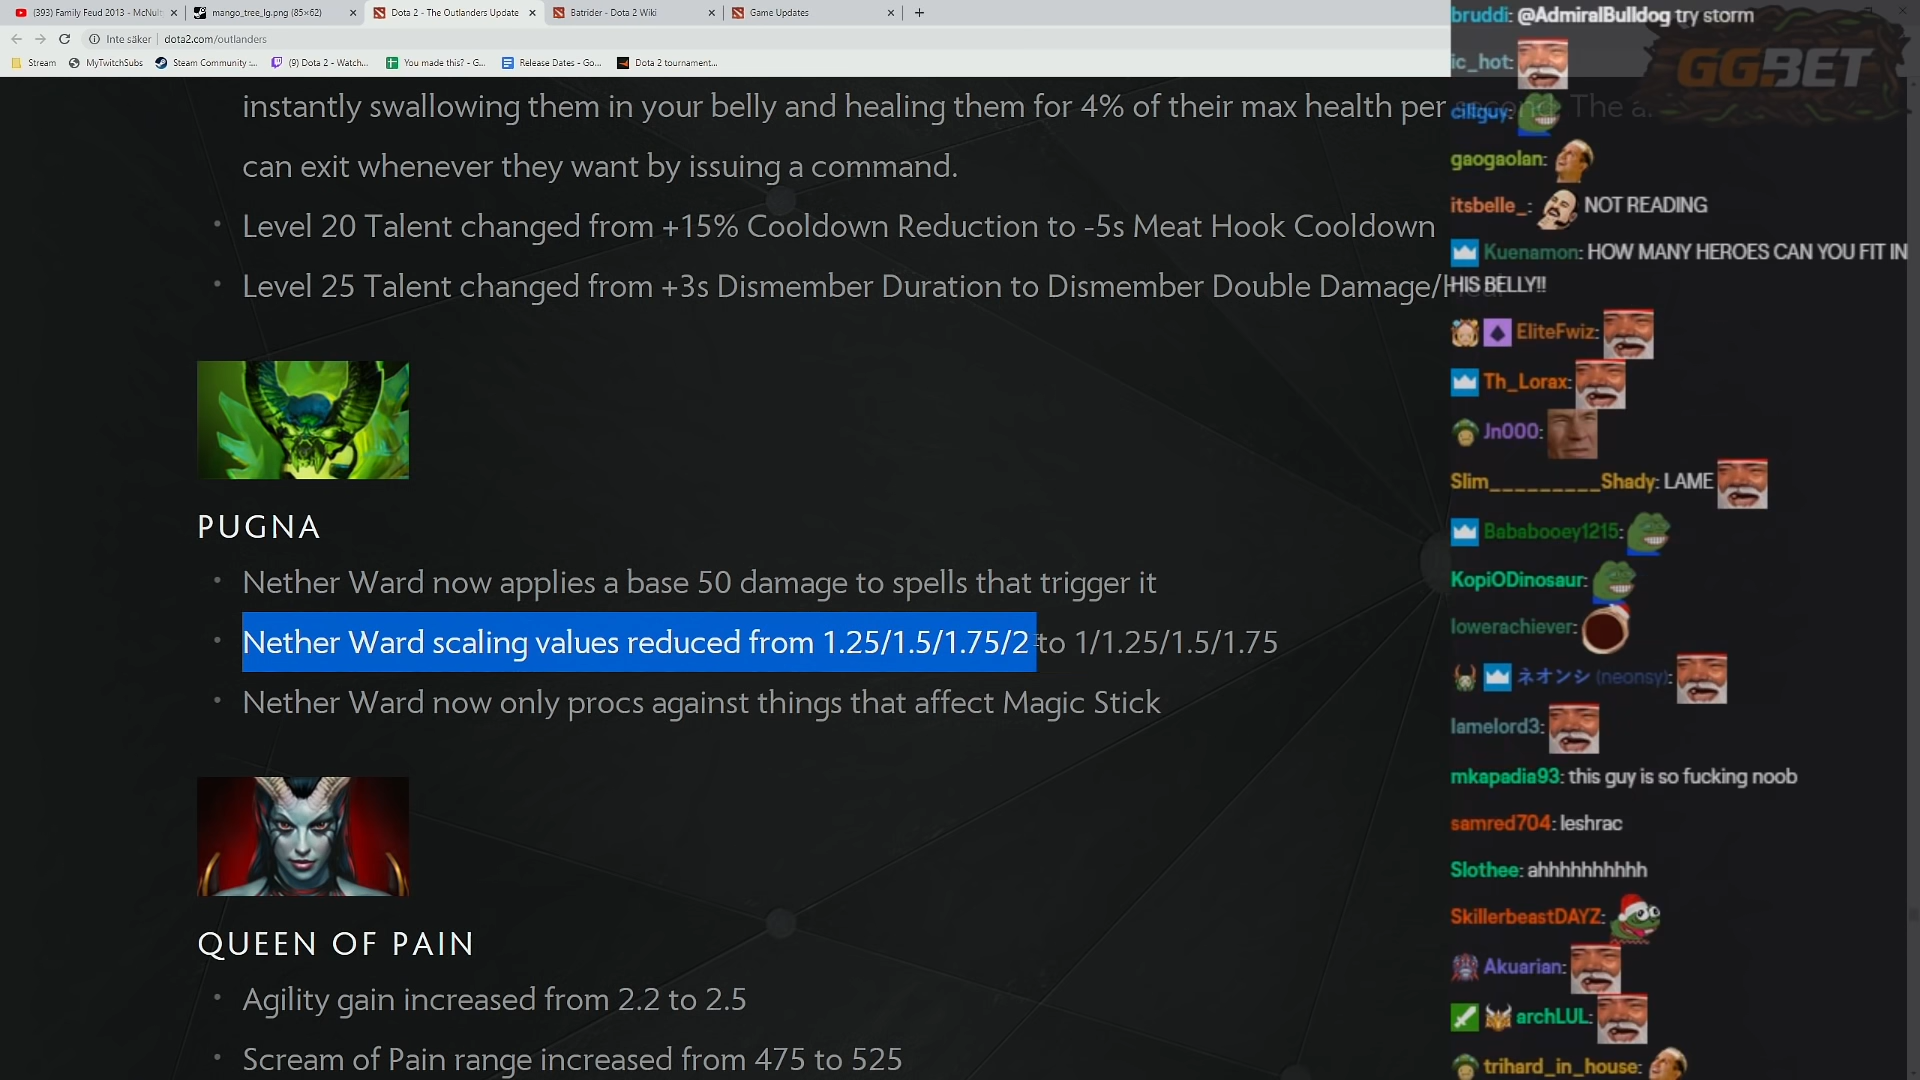 (393) Family Feud 2013 - McNult
mango_tree_lg.png (85×62)
Dota 2 - The Outlanders Update
Batrider - Dota 2 Wiki
Game Updates
Inte säker | dota2.com/outlanders
Stream
MyTwitchSubs
Steam Community :...
(9) Dota 2 - Watch...
You made this? - G...
Release Dates - Go...
Dota 2 tournament...
GG.BET
instantly swallowing them in your belly and healing them for 4% of their max health per second. The a
can exit whenever they want by issuing a command.
• Level 20 Talent changed from +15% Cooldown Reduction to -5s Meat Hook Cooldown
• Level 25 Talent changed from +3s Dismember Duration to Dismember Double Damage/
PUGNA
• Nether Ward now applies a base 50 damage to spells that trigger it
• Nether Ward scaling values reduced from 1.25/1.5/1.75/2 to 1/1.25/1.5/1.75
• Nether Ward now only procs against things that affect Magic Stick
QUEEN OF PAIN
• Agility gain increased from 2.2 to 2.5
• Scream of Pain range increased from 475 to 525
bruddi: @AdmiralBulldog try storm
ic_hot:
cillguy:
gaogaolan:
itsbelle_: NOT READING
Kuenamon: HOW MANY HEROES CAN YOU FIT IN
HIS BELLY!!
EliteFwiz:
Th_Lorax:
Jn000:
Slim_________Shady: LAME
Bababooey1215:
KopiODinosaur:
lowerachiever:
ネオンシ (neonsy):
lamelord3:
mkapadia93: this guy is so fucking noob
samred704: leshrac
Slothee: ahhhhhhhhhh
SkillerbeastDAYZ:
Akuarian:
archLUL:
trihard_in_house: